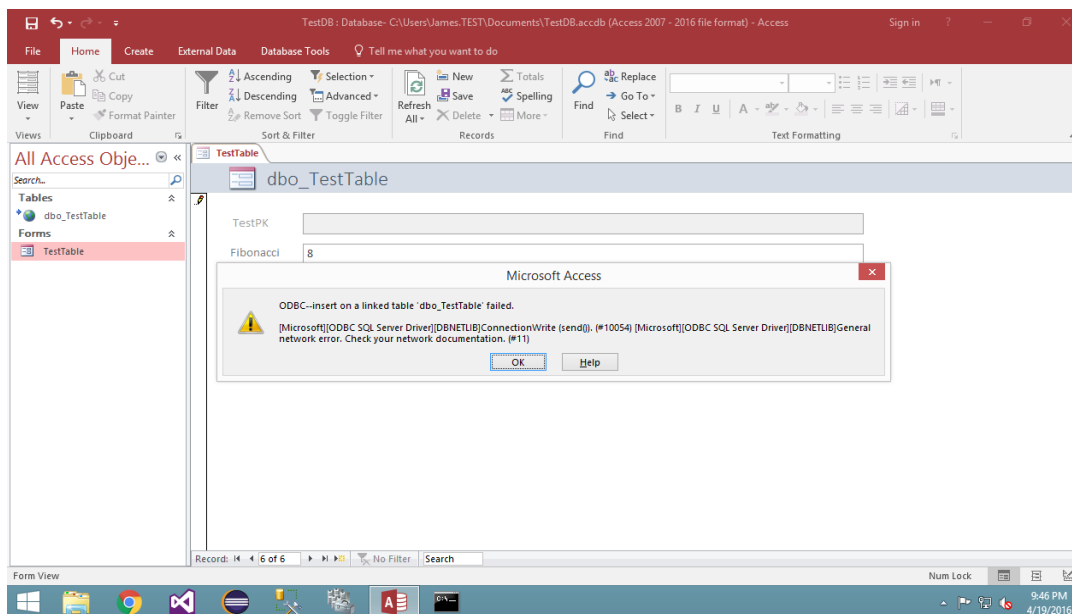 TestDB : Database- C:\Users\James.TEST\Documents\TestDB.accdb (Access 2007 - 2016 file format) - Access
Sign in
?
File
Home
Create
External Data
Database Tools
Tell me what you want to do
View
Views
Paste
Cut
Copy
Format Painter
Clipboard
Filter
Ascending
Descending
Remove Sort
Selection
Advanced
Toggle Filter
Sort & Filter
Refresh
All
New
Save
Delete
Totals
Spelling
More
Records
Find
Replace
Go To
Select
Find
B I U A
Text Formatting
All Access Obje...
Search...
Tables
dbo_TestTable
Forms
TestTable
TestTable
dbo_TestTable
TestPK
Fibonacci
8
Microsoft Access
ODBC--insert on a linked table 'dbo_TestTable' failed.
[Microsoft][ODBC SQL Server Driver][DBNETLIB]ConnectionWrite (send()). (#10054) [Microsoft][ODBC SQL Server Driver][DBNETLIB]General
network error. Check your network documentation. (#11)
OK
Help
Record:
6 of 6
No Filter
Search
Form View
Num Lock
9:46 PM
4/19/2016